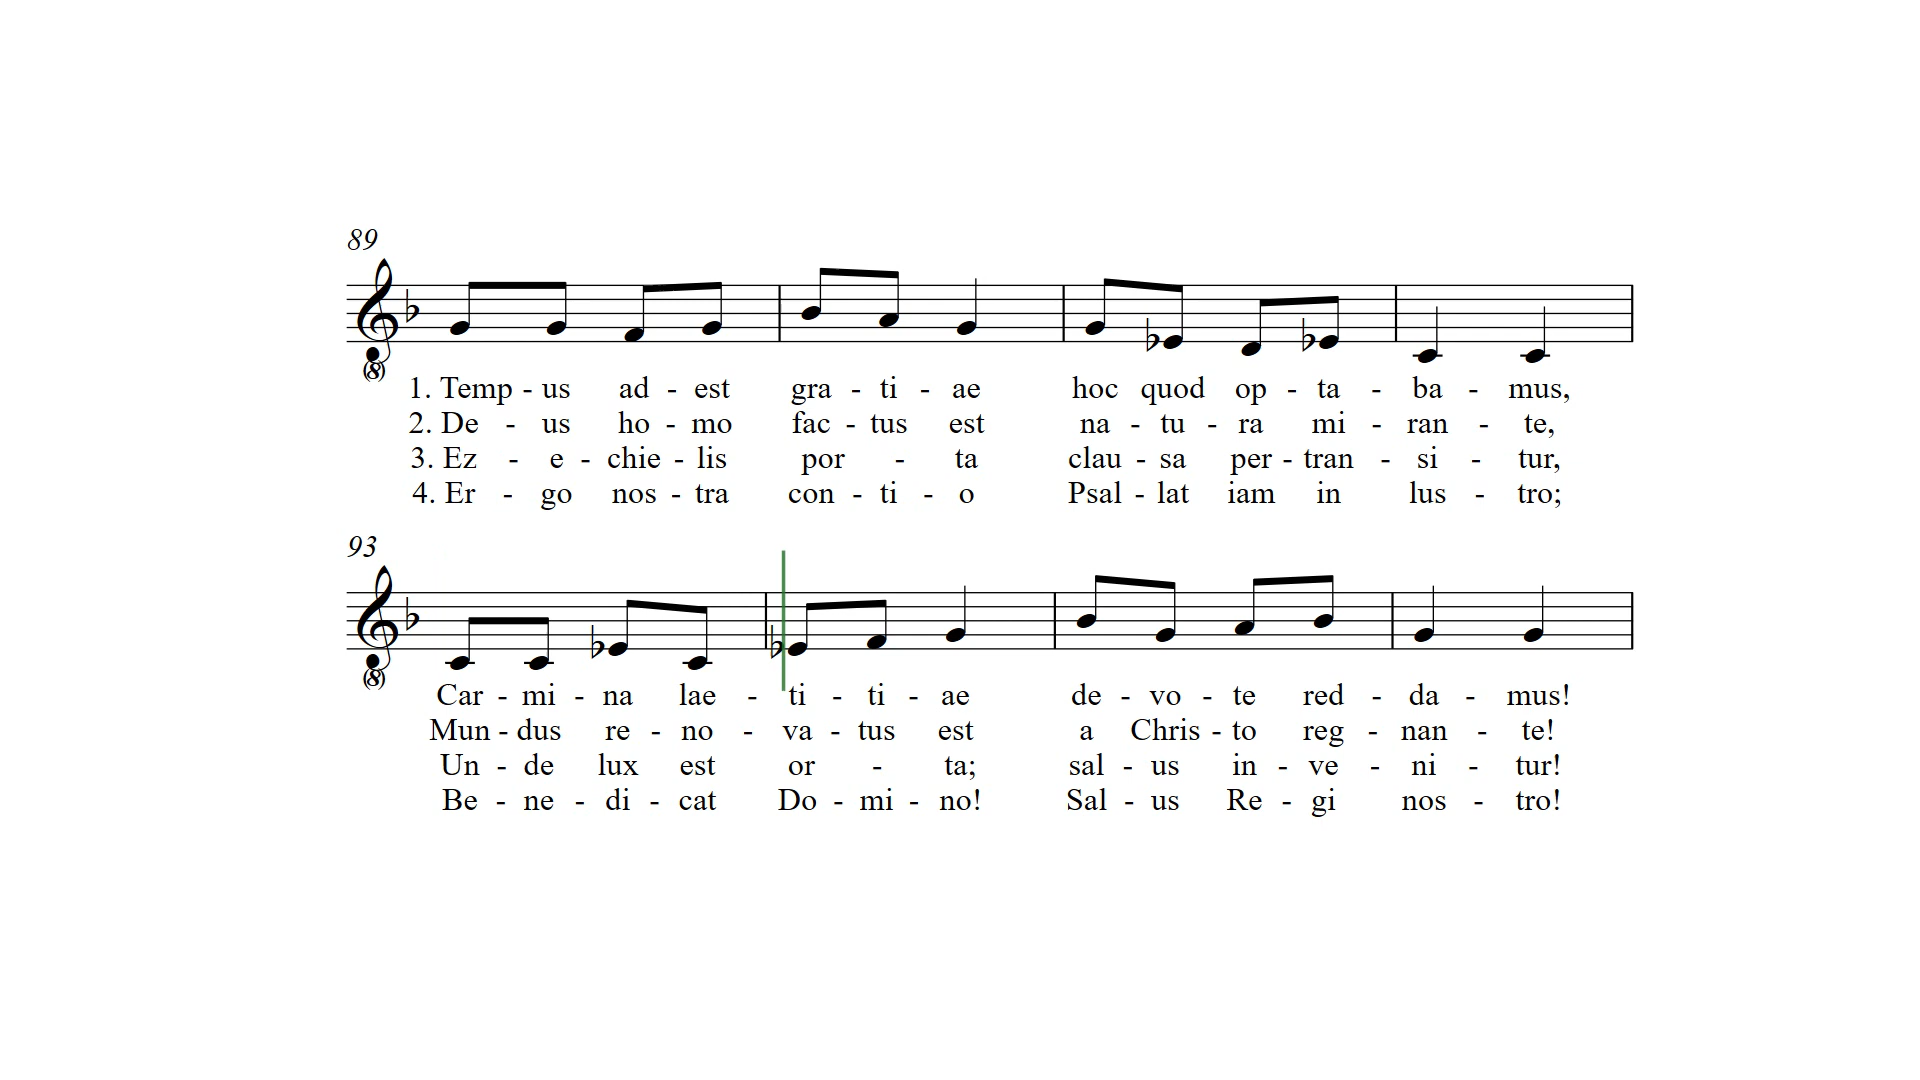 89
1. Temp - us ad - est gra - ti - ae hoc quod op - ta - ba - mus,
2. De - us ho - mo fac - tus est na - tu - ra mi - ran - te,
3. Ez - e - chie - lis por - ta clau - sa per - tran - si - tur,
4. Er - go nos - tra con - ti - o Psal - lat iam in lus - tro;
93
Car - mi - na lae - ti - ti - ae de - vo - te red - da - mus!
Mun - dus re - no - va - tus est a Chris - to reg - nan - te!
Un - de lux est or - ta; sal - us in - ve - ni - tur!
Be - ne - di - cat Do - mi - no! Sal - us Re - gi nos - tro!